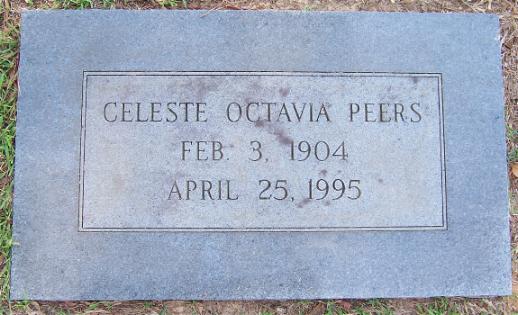 CELESTE OCTAVIA PEERS
FEB. 3, 1904
APRIL 25, 1995